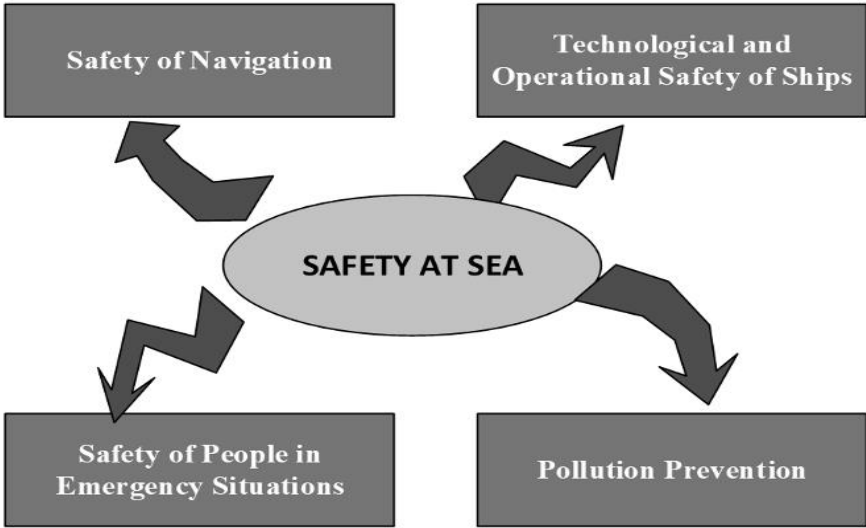 Safety of Navigation
Technological and
Operational Safety of Ships
SAFETY AT SEA
Safety of People in
Emergency Situations
Pollution Prevention